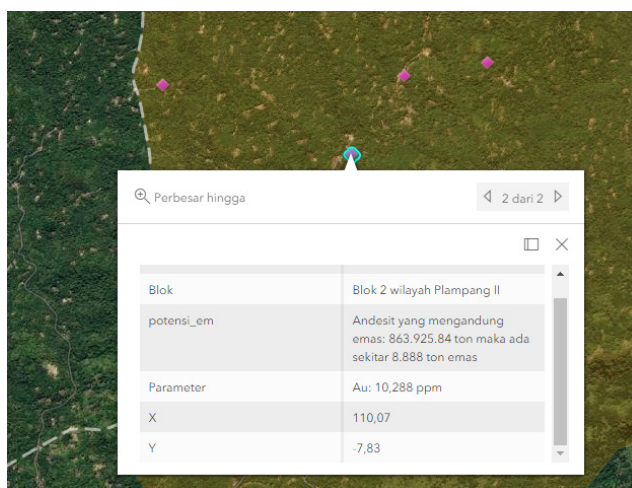 Perbesar hingga
2 dari 2
Blok
Blok 2 wilayah Plampang II
potensi_em
Andesit yang mengandung
emas: 863.925.84 ton maka ada
sekitar 8.888 ton emas
Parameter
Au: 10,288 ppm
X
110,07
Y
-7,83